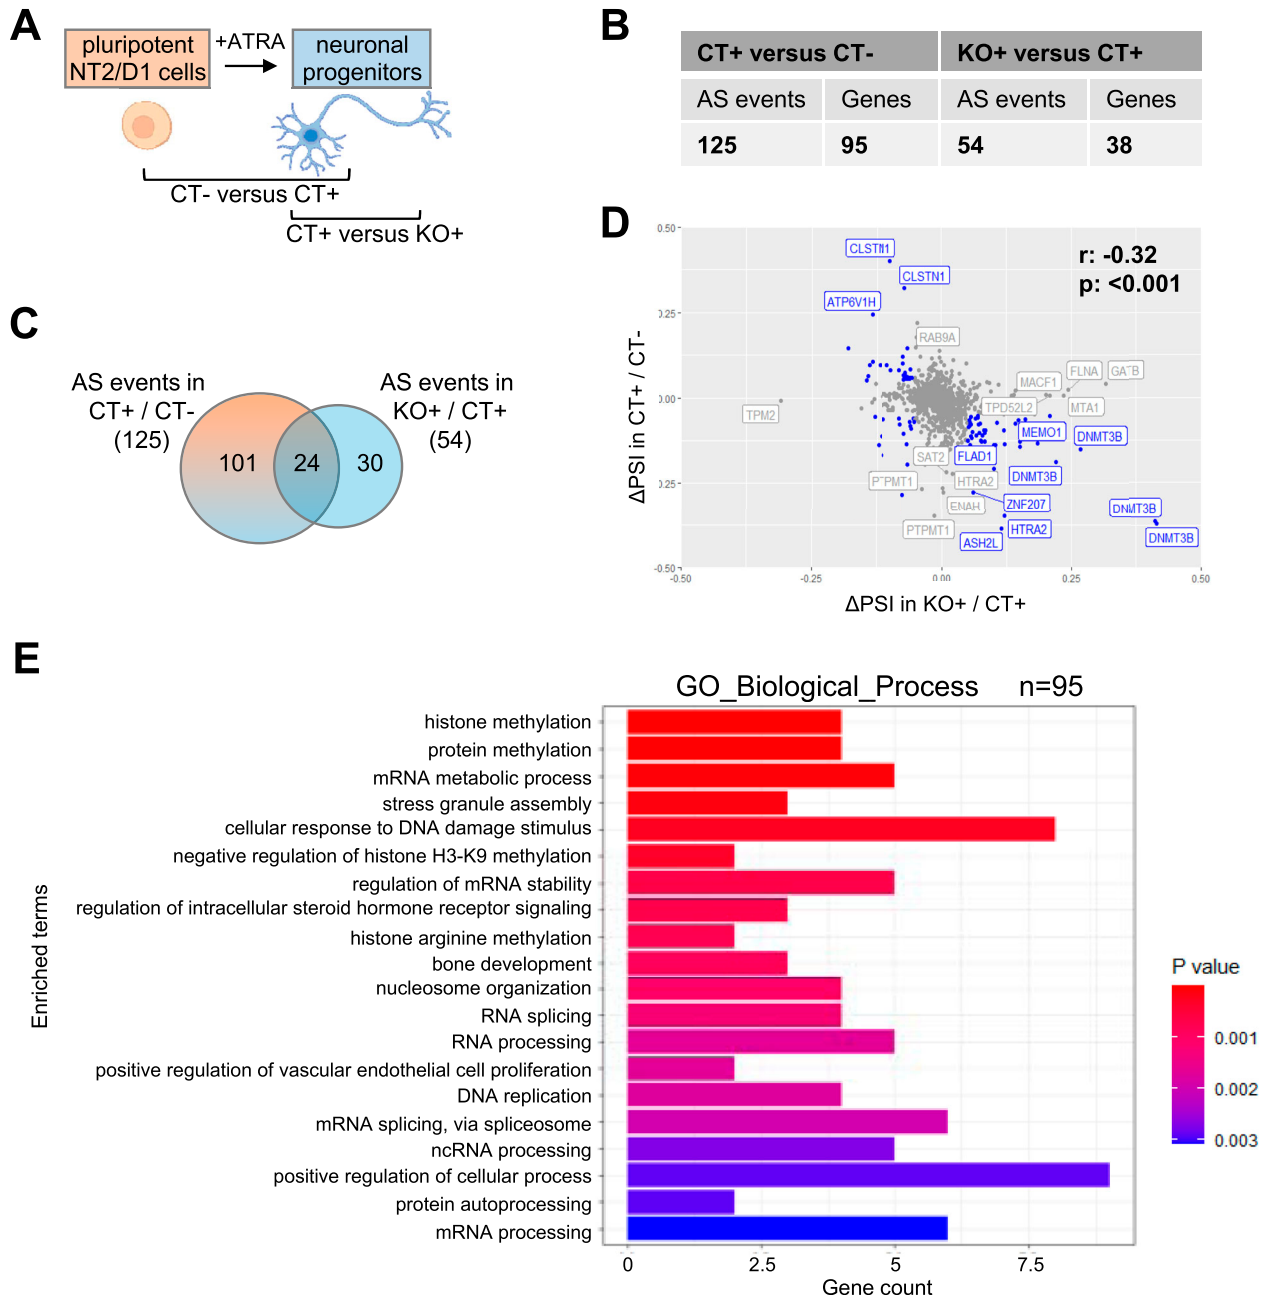 A
pluripotent
NT2/D1 cells
+ATRA
neuronal
progenitors
CT- versus CT+
CT+ versus KO+
B
CT+ versus CT-
KO+ versus CT+
AS events
Genes
AS events
Genes
125
95
54
38
C
AS events in
CT+ / CT-
(125)
AS events in
KO+ / CT+
(54)
101
24
30
D
r: -0.32
p: <0.001
0.50
0.25
0.00
0.25
-0.50
-0.50
-0.25
0.00
0.25
0.50
ΔPSI in CT+ / CT-
ΔPSI in KO+ / CT+
CLSTN1
CLSTN1
ATP6V1H
RAB9A
MACF1
FLNA
TPM2
TPD52L2
MTA1
MEMO1
DNMT3B
SAT2
FLAD1
DNMT3B
PTPMT1
HTRA2
ENAH
ZNF207
DNMT3B
PTPMT1
ASH2L
HTRA2
DNMT3B
E
GO_Biological_Process n=95
Enriched terms
histone methylation
protein methylation
mRNA metabolic process
stress granule assembly
cellular response to DNA damage stimulus
negative regulation of histone H3-K9 methylation
regulation of mRNA stability
regulation of intracellular steroid hormone receptor signaling
histone arginine methylation
bone development
nucleosome organization
RNA splicing
RNA processing
positive regulation of vascular endothelial cell proliferation
DNA replication
mRNA splicing, via spliceosome
ncRNA processing
positive regulation of cellular process
protein autoprocessing
mRNA processing
0
2.5
5
7.5
Gene count
P value
0.001
0.002
0.003